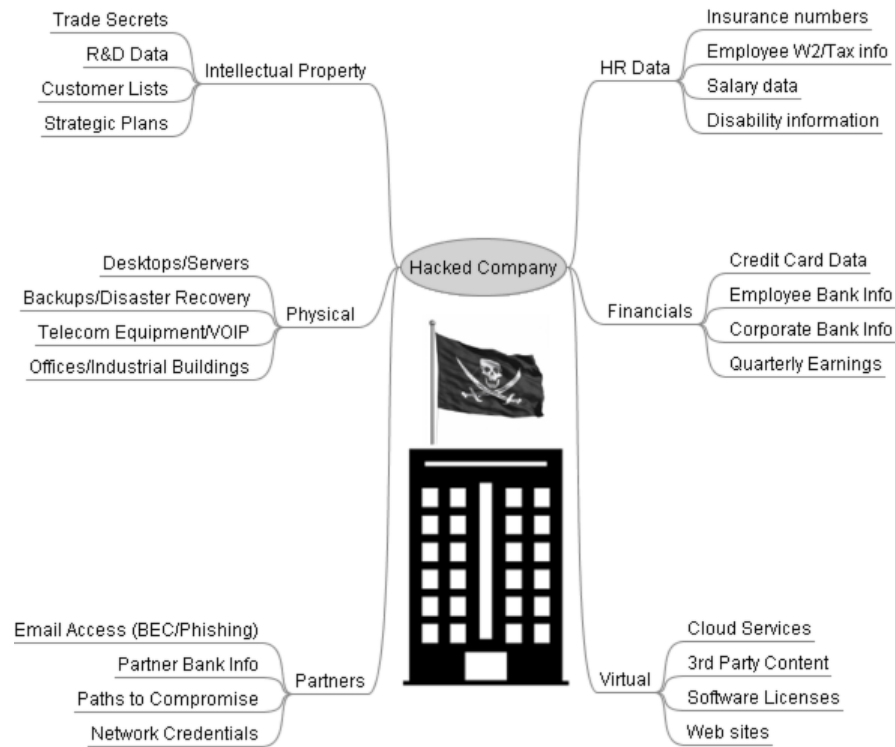 Trade Secrets
R&D Data
Customer Lists
Strategic Plans
Intellectual Property
HR Data
Insurance numbers
Employee W2/Tax info
Salary data
Disability information
Hacked Company
Desktops/Servers
Backups/Disaster Recovery
Telecom Equipment/VOIP
Offices/Industrial Buildings
Physical
Financials
Credit Card Data
Employee Bank Info
Corporate Bank Info
Quarterly Earnings
Email Access (BEC/Phishing)
Partner Bank Info
Paths to Compromise
Network Credentials
Partners
Virtual
Cloud Services
3rd Party Content
Software Licenses
Web sites